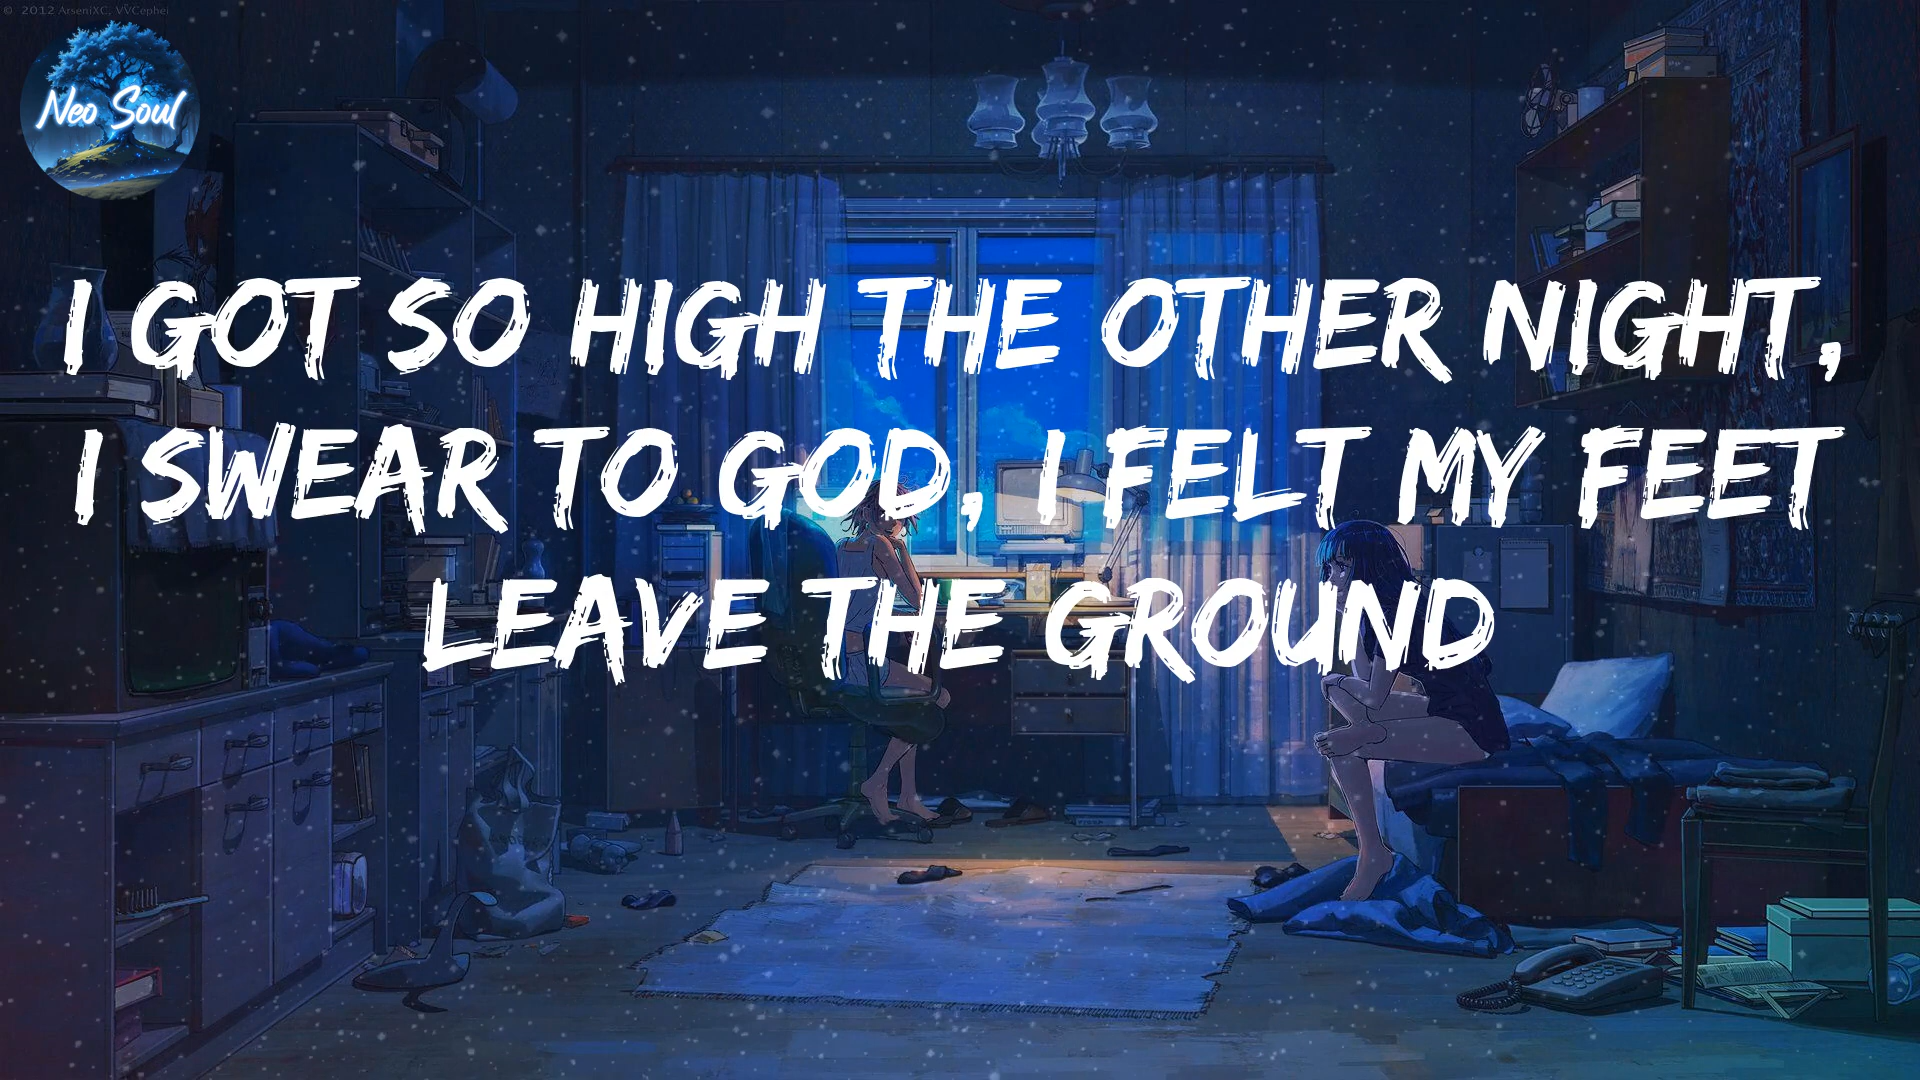 © 2012 ArseniXC, VVCephei
Neo Soul
I GOT SO HIGH THE OTHER NIGHT,
I SWEAR TO GOD, I FELT MY FEET
LEAVE THE GROUND